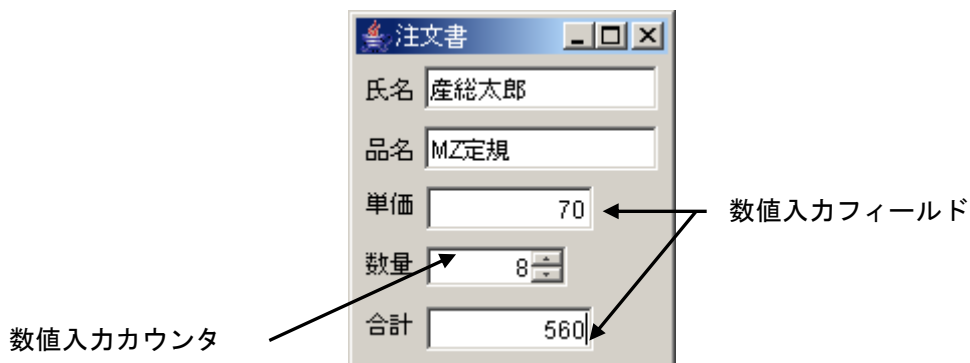 注文書
氏名 産総太郎
品名 MZ定規
単価 70
数値入力フィールド
数量 8
数値入力カウンタ
合計 560